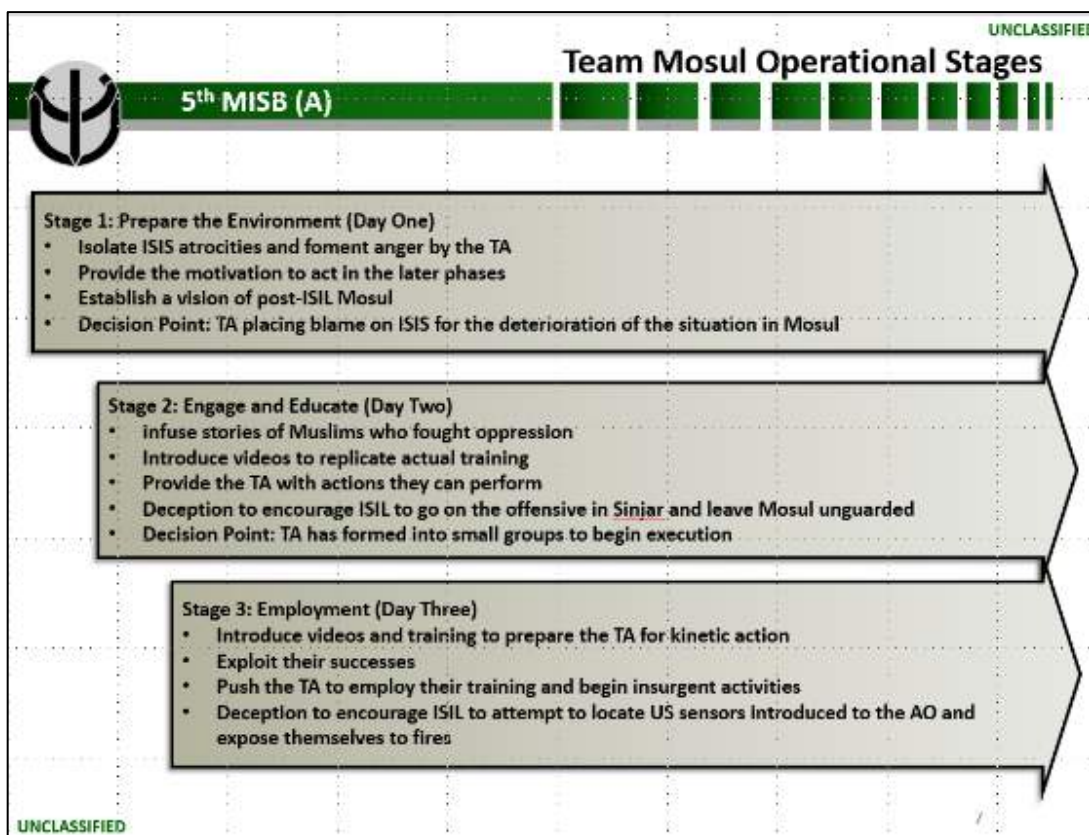 UNCLASSIFIED
Team Mosul Operational Stages
5th MISB (A)
Stage 1: Prepare the Environment (Day One)
• Isolate ISIS atrocities and foment anger by the TA
• Provide the motivation to act in the later phases
• Establish a vision of post-ISIL Mosul
• Decision Point: TA placing blame on ISIS for the deterioration of the situation in Mosul
Stage 2: Engage and Educate (Day Two)
• infuse stories of Muslims who fought oppression
• Introduce videos to replicate actual training
• Provide the TA with actions they can perform
• Deception to encourage ISIL to go on the offensive in Sinjar and leave Mosul unguarded
• Decision Point: TA has formed into small groups to begin execution
Stage 3: Employment (Day Three)
• Introduce videos and training to prepare the TA for kinetic action
• Exploit their successes
• Push the TA to employ their training and begin insurgent activities
• Deception to encourage ISIL to attempt to locate US sensors introduced to the AO and
expose themselves to fires
UNCLASSIFIED